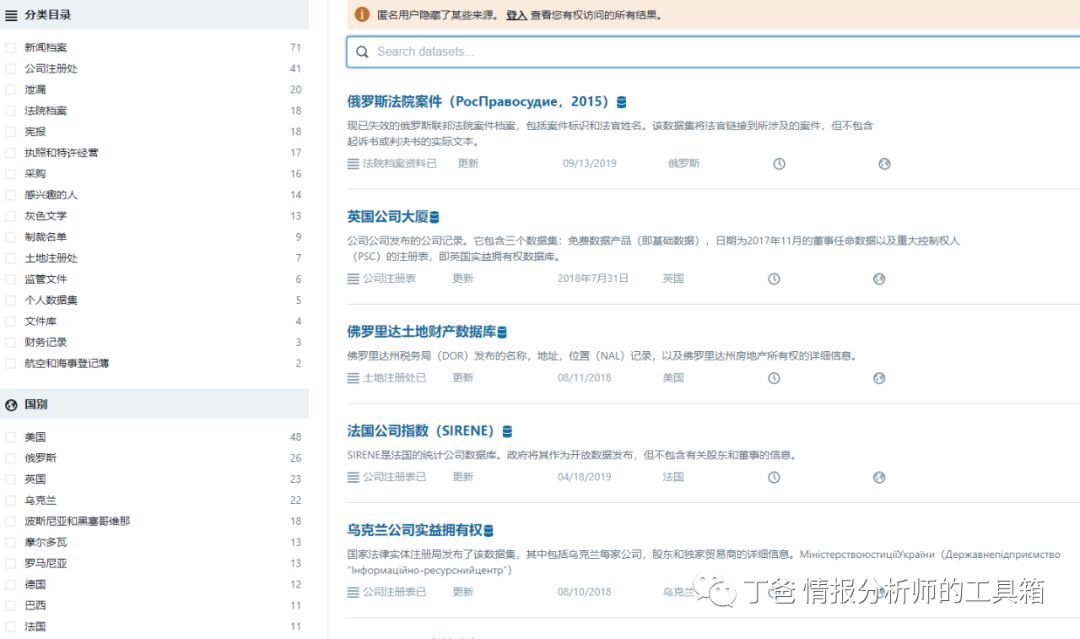 分类目录
新闻档案 71
公司注册处 41
泄漏 20
法院档案 18
宪报 18
执照和特许经营 17
采购 16
感兴趣的人 14
灰色文学 13
制裁名单 9
土地注册处 7
监管文件 6
个人数据集 5
文件库 4
财务记录 3
航空和海事登记簿 2
国别
美国 48
俄罗斯 26
英国 23
乌克兰 22
波斯尼亚和黑塞哥维那 18
摩尔多瓦 13
罗马尼亚 13
德国 12
巴西 11
法国 11
匿名用户隐藏了某些来源。 登入 查看您有权访问的所有结果。
Search datasets...
俄罗斯法院案件（РосПравосудие，2015）
现已失效的俄罗斯联邦法院案件档案，包括案件标识和法官姓名。该数据集将法官链接到所涉及的案件，但不包含
起诉书或判决书的实际文本。
法院档案资料已 更新 09/13/2019 俄罗斯
英国公司大厦
公司公司发布的公司记录。它包含三个数据集：免费数据产品（即基础数据），日期为2017年11月的董事任命数据以及重大控制权人
（PSC）的注册表，即英国实益拥有权数据库。
公司注册表 更新 2018年7月31日 英国
佛罗里达土地财产数据库
佛罗里达州税务局（DOR）发布的名称，地址，位置（NAL）记录，以及佛罗里达州房地产所有权的详细信息。
土地注册处已 更新 08/11/2018 美国
法国公司指数（SIRENE）
SIRENE是法国的统计公司数据库。政府将其作为开放数据发布，但不包含有关股东和董事的信息。
公司注册表已 更新 04/18/2019 法国
乌克兰公司实益拥有权
国家法律实体注册局发布了该数据集，其中包括乌克兰每家公司，股东和独家贸易商的详细信息。МіністерствоюстиціїУкраїни（Державнепідприємство
“Інформаційно-ресурснийцентр”）
公司注册表已 更新 08/10/2018 乌克兰
丁爸 情报分析师的工具箱